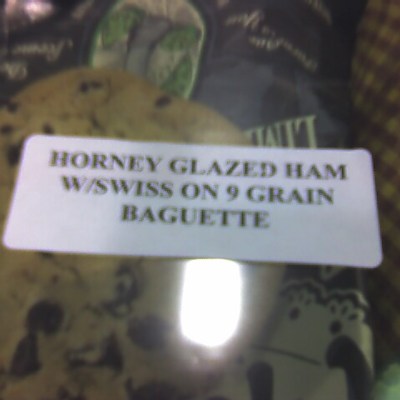 HORNEY GLAZED HAM
W/SWISS ON 9 GRAIN
BAGUETTE